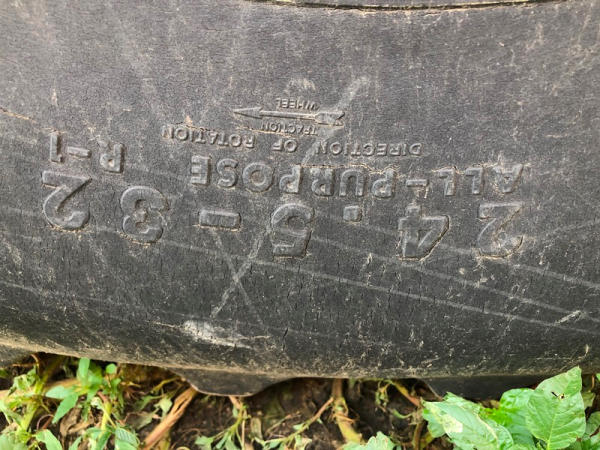 24.5-32
ALL-PURPOSE R-1
DIRECTION OF ROTATION
TRACTION
WHEEL